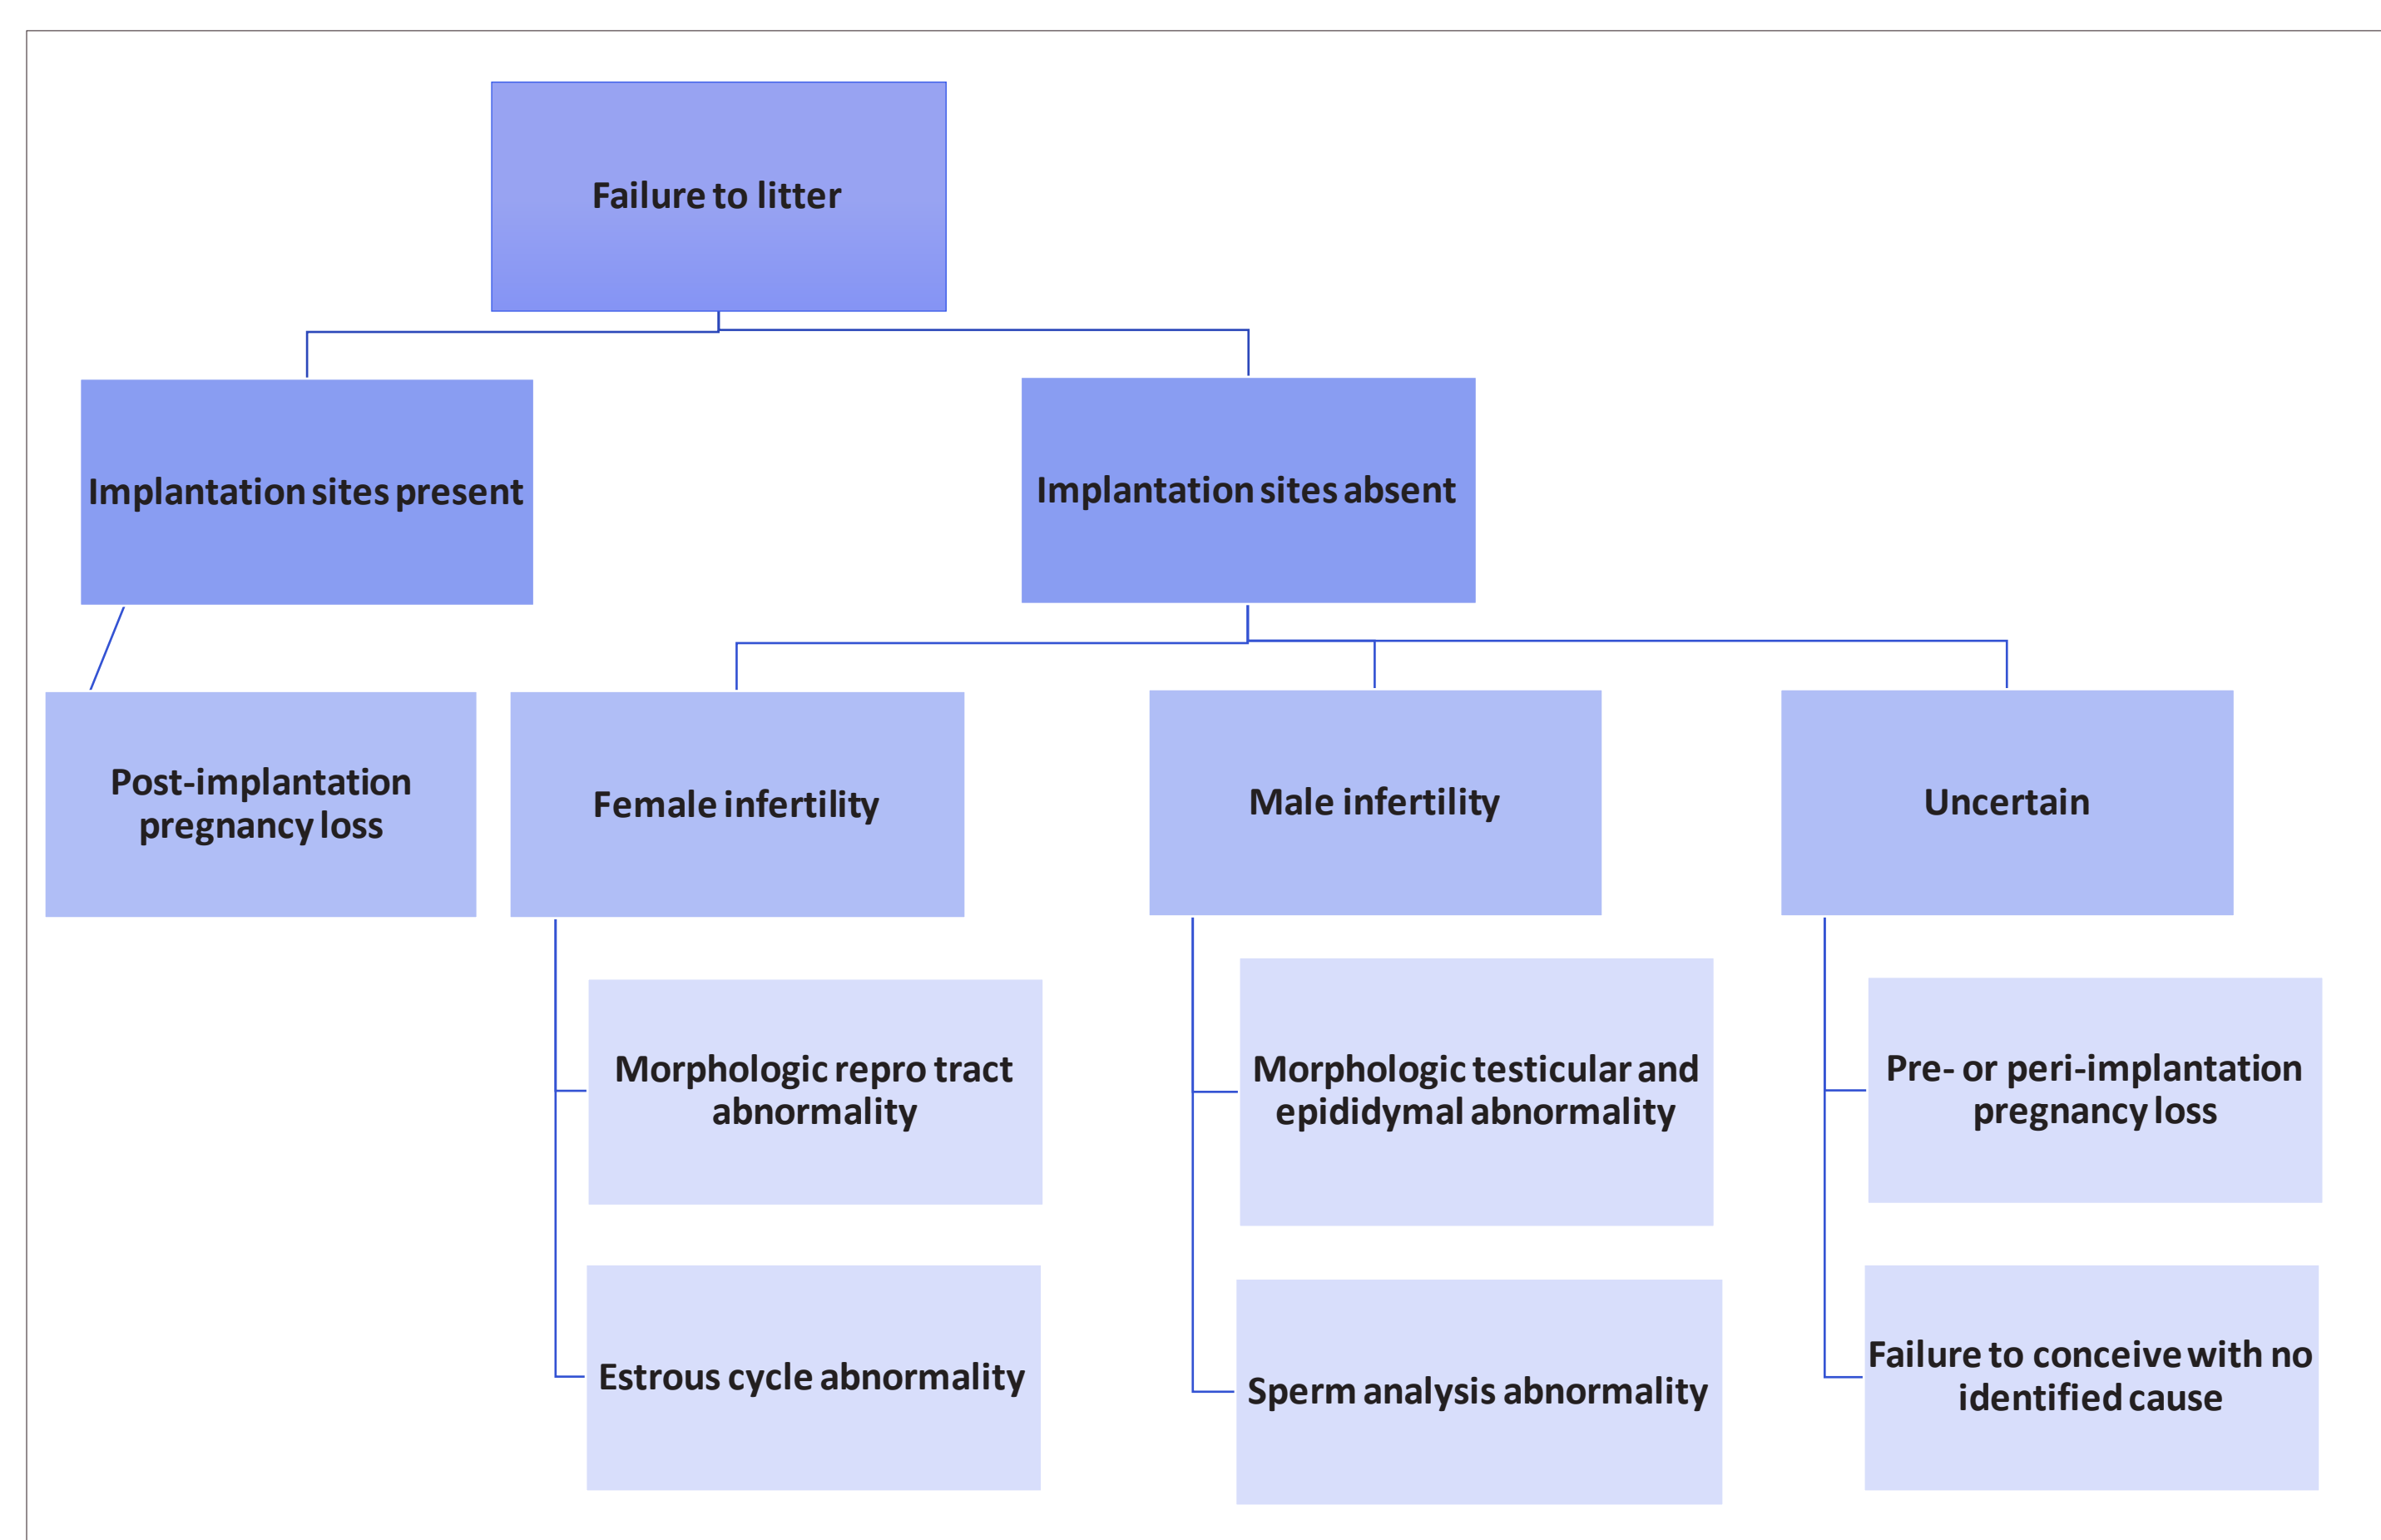 Failure to litter
Implantation sites present
Implantation sites absent
Post-implantation
pregnancy loss
Female infertility
Male infertility
Uncertain
Morphologic repro tract
abnormality
Morphologic testicular and
epididymal abnormality
Pre- or peri-implantation
pregnancy loss
Estrous cycle abnormality
Sperm analysis abnormality
Failure to conceive with no
identified cause